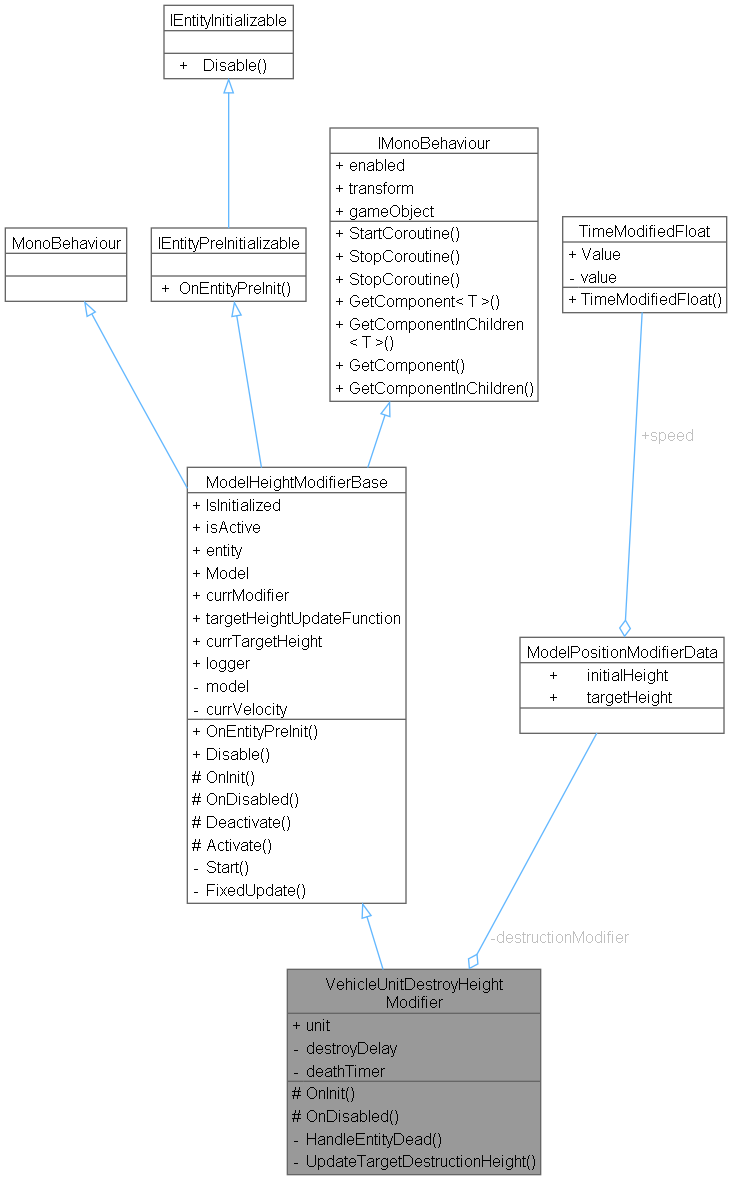 IEntityInitializable
+ Disable()
IMonoBehaviour
+ enabled
+ transform
+ gameObject
+ StartCoroutine()
+ StopCoroutine()
+ StopCoroutine()
+ GetComponent< T >()
+ GetComponentInChildren
< T >()
+ GetComponent()
+ GetComponentInChildren()
MonoBehaviour
IEntityPreInitializable
+ OnEntityPreInit()
TimeModifiedFloat
+ Value
- value
+ TimeModifiedFloat()
+speed
ModelHeightModifierBase
+ IsInitialized
+ isActive
+ entity
+ Model
+ currModifier
+ targetHeightUpdateFunction
+ currTargetHeight
+ logger
- model
- currVelocity
+ OnEntityPreInit()
+ Disable()
# OnInit()
# OnDisabled()
# Deactivate()
# Activate()
- Start()
- FixedUpdate()
ModelPositionModifierData
+ initialHeight
+ targetHeight
-destructionModifier
VehicleUnitDestroyHeight
Modifier
+ unit
- destroyDelay
- deathTimer
# OnInit()
# OnDisabled()
- HandleEntityDead()
- UpdateTargetDestructionHeight()